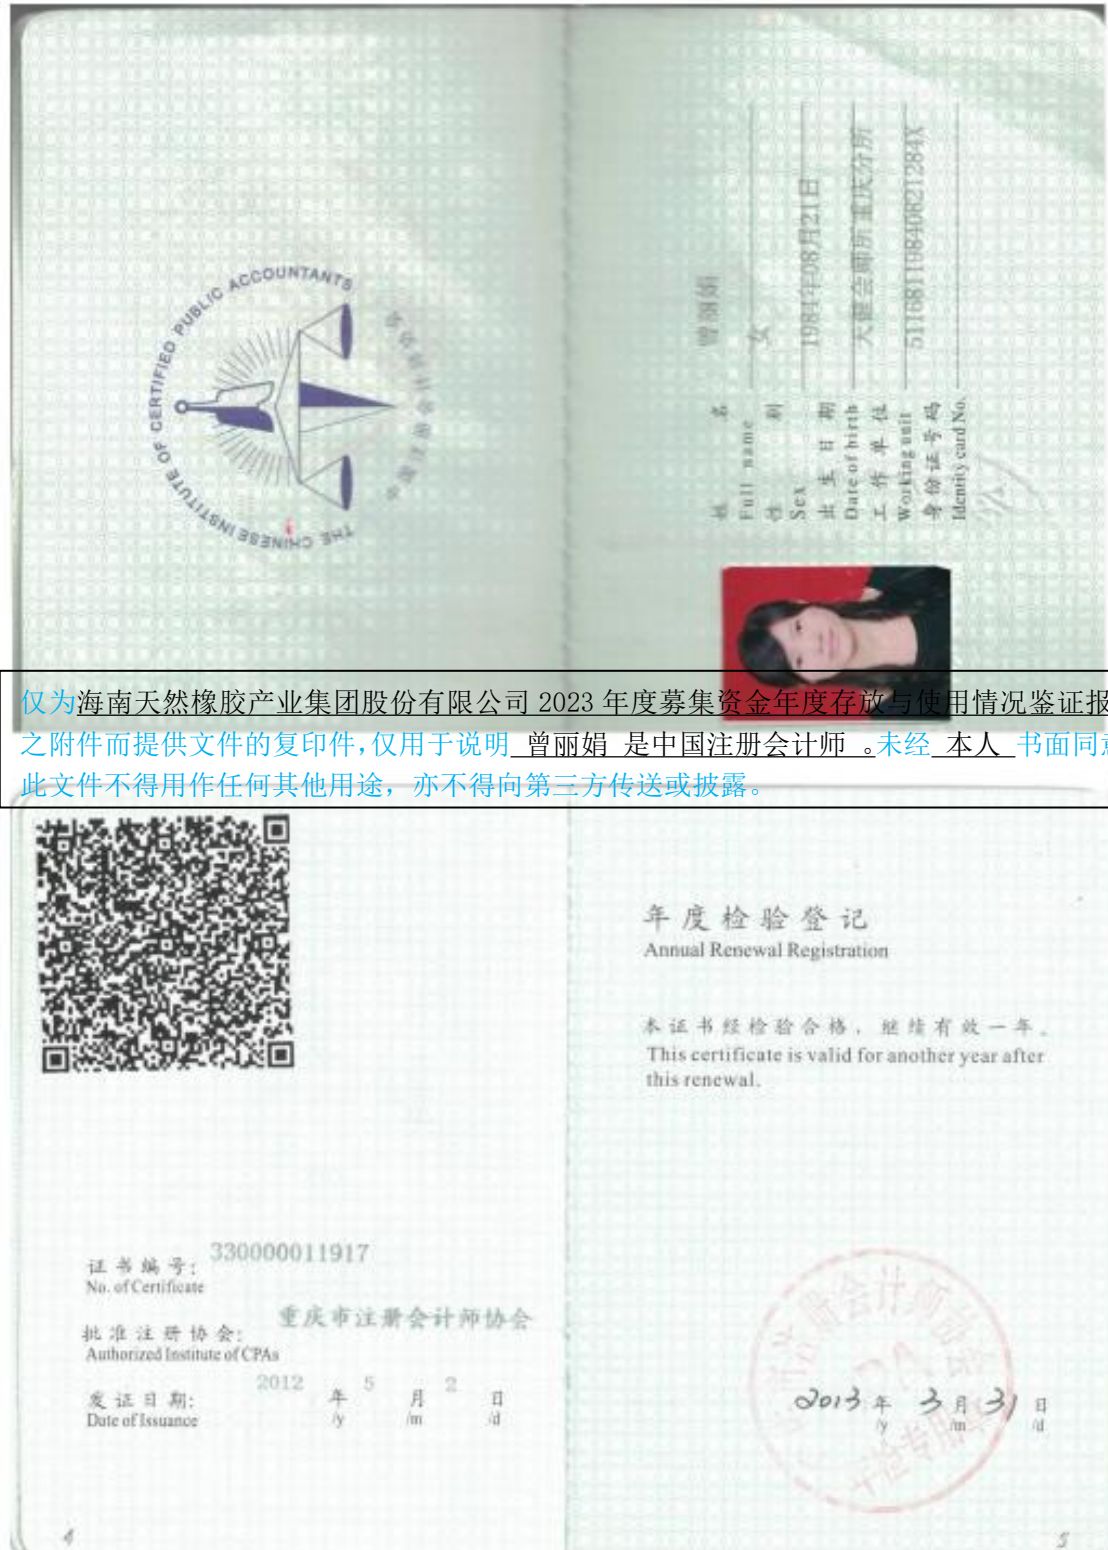 THE CHINESE INSTITUTE OF CERTIFIED PUBLIC ACCOUNTANTS
姓 名 曾丽娟
Full name
性 别 女
Sex
出 生 日 期 1984年08月21日
Date of birth
工 作 单 位 天健会师所重庆分所
Working unit
身份证号码 51168119840821284X
Identity card No.
仅为海南天然橡胶产业集团股份有限公司 2023 年度募集资金年度存放与使用情况鉴证报
之附件而提供文件的复印件,仅用于说明 曾丽娟 是中国注册会计师 。未经 本人 书面同意
此文件不得用作任何其他用途，亦不得向第三方传送或披露。
年度检验登记
Annual Renewal Registration
本证书经检验合格，继续有效一年。
This certificate is valid for another year after
this renewal.
证书编号: 330000011917
No. of Certificate
批准注册协会: 重庆市注册会计师协会
Authorized Institute of CPAs
发证日期: 2012 年 5 月 2 日
Date of Issuance /y /m /d
2013 年 3 月 31 日
/y /m /d
4
5